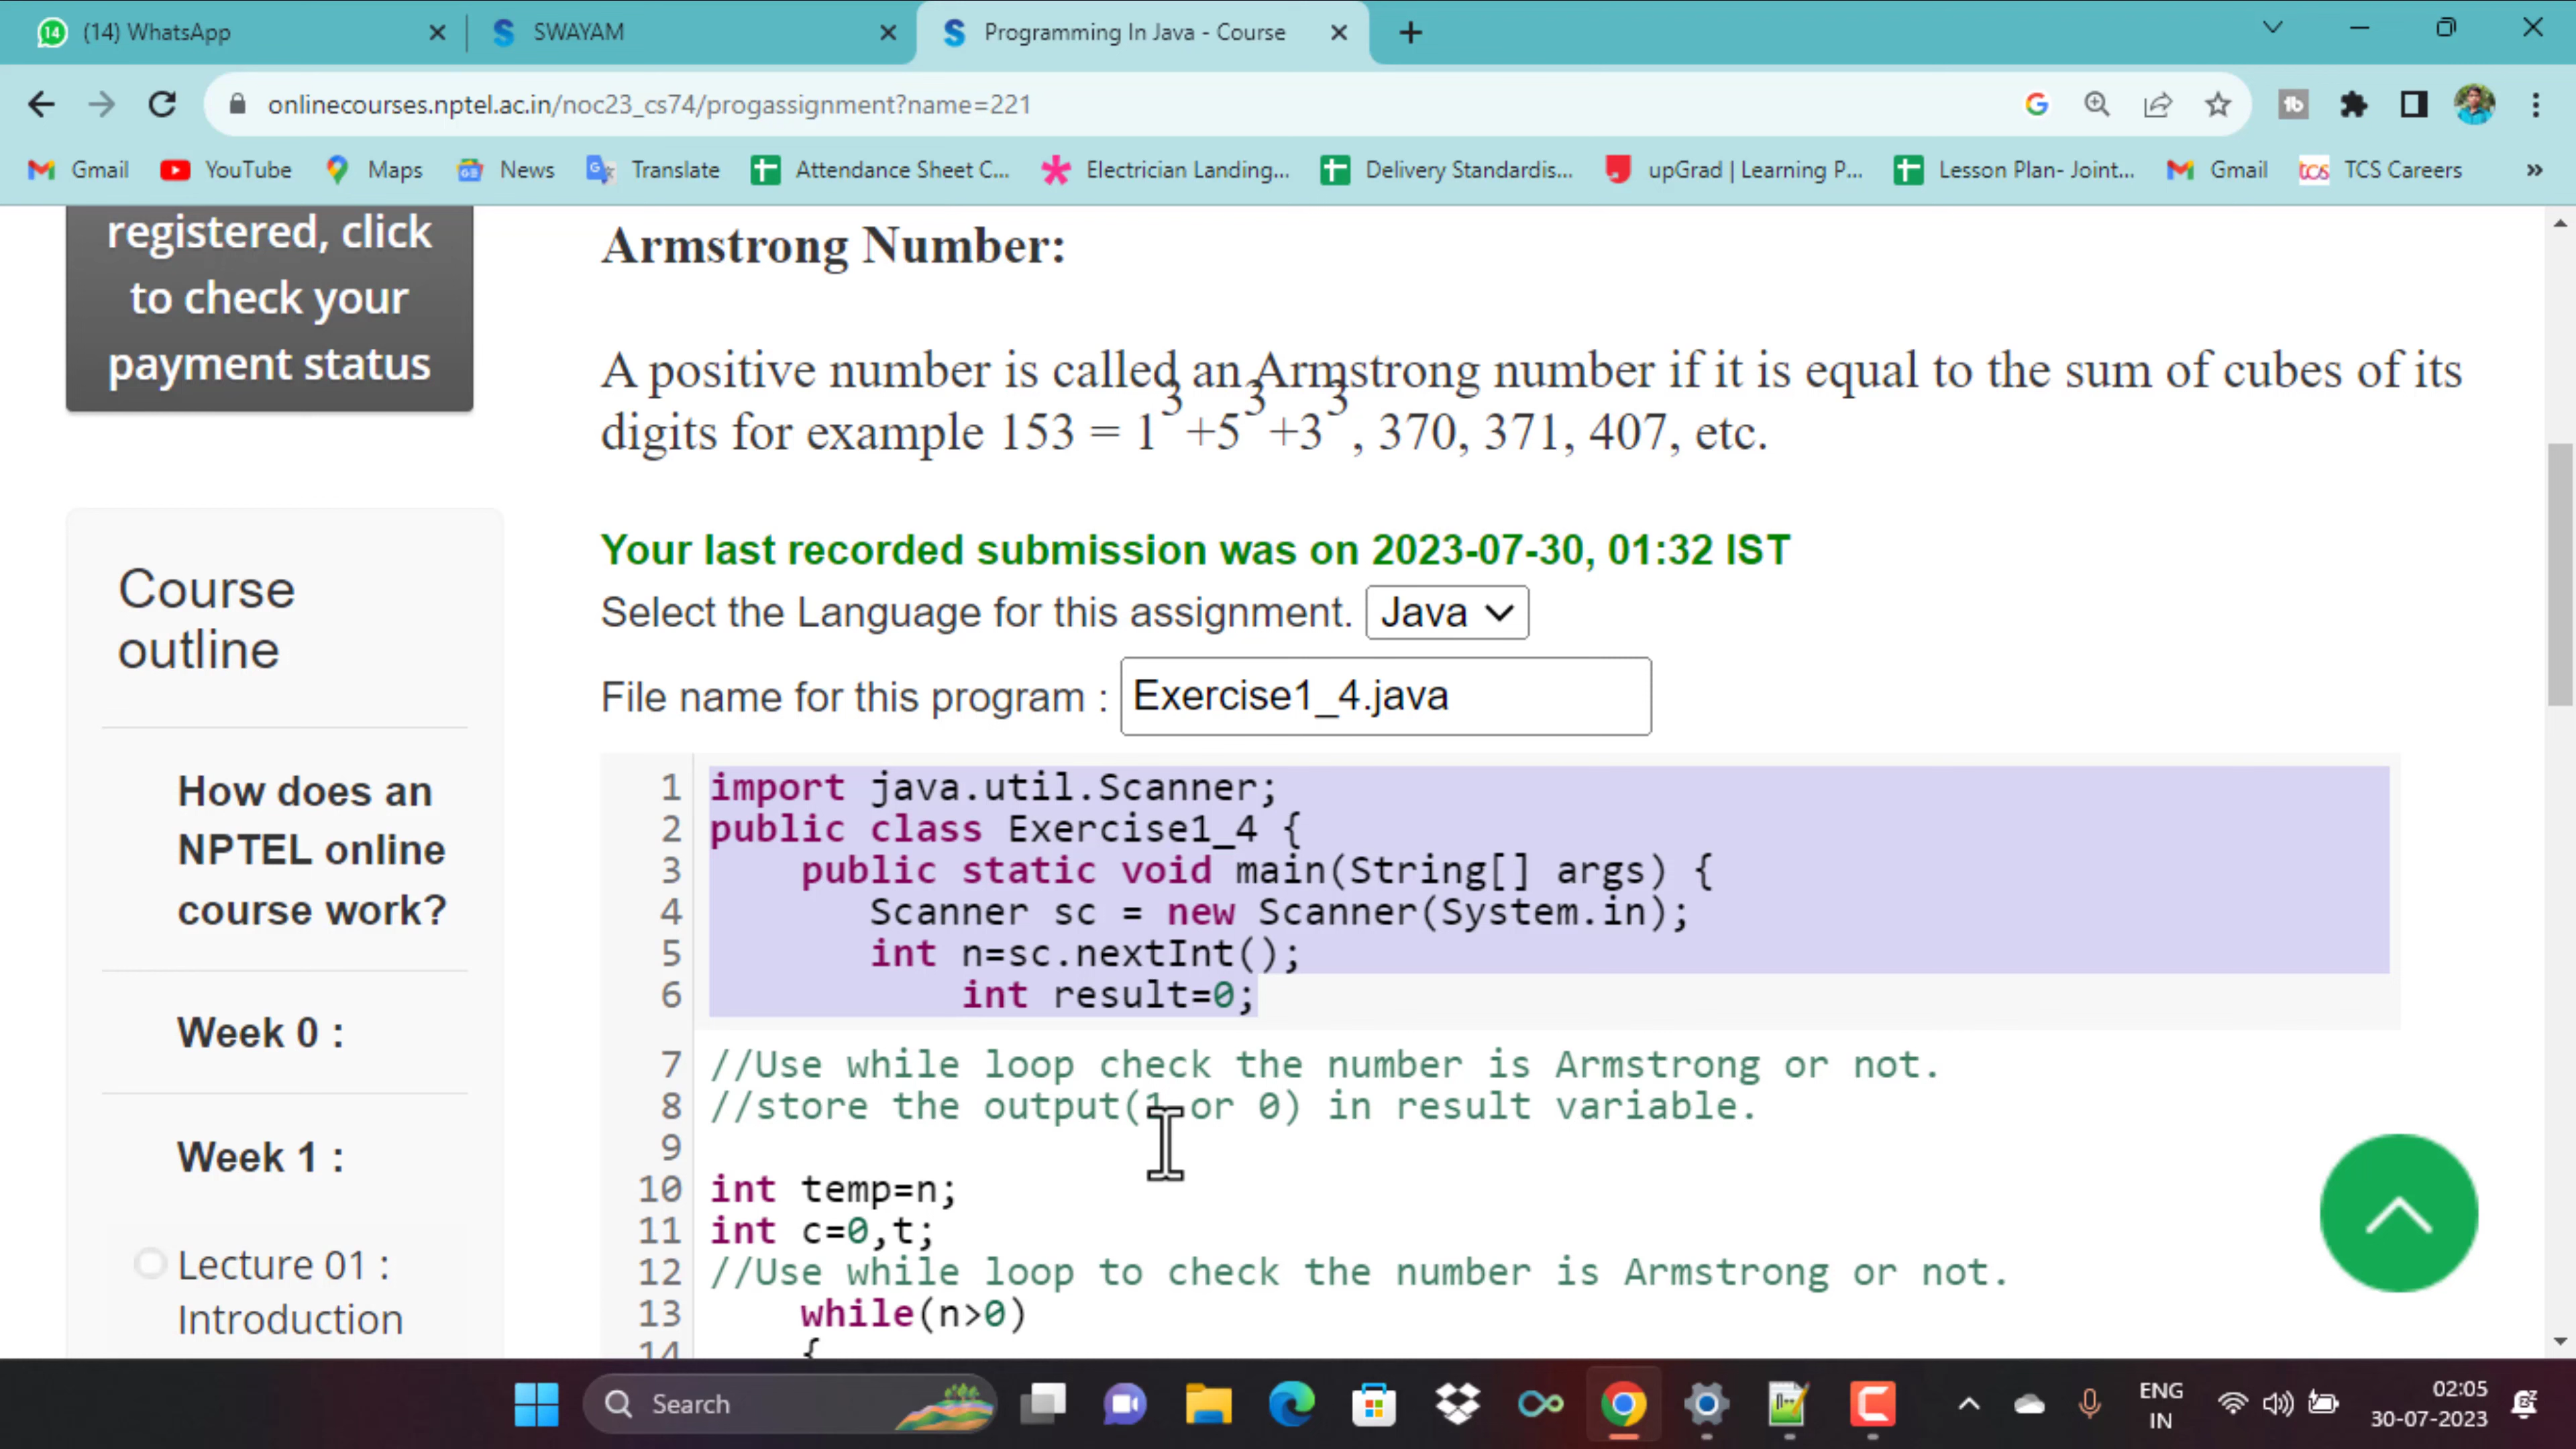 14 (14) WhatsApp
SWAYAM
Programming In Java - Course
onlinecourses.nptel.ac.in/noc23_cs74/progassignment?name=221
Gmail YouTube Maps News Translate Attendance Sheet C... Electrician Landing... Delivery Standardis... upGrad | Learning P... Lesson Plan- Joint... Gmail tcs TCS Careers »
registered, click
to check your
payment status
Course
outline
How does an
NPTEL online
course work?
Week 0 :
Week 1 :
Lecture 01 :
Introduction
Armstrong Number:
A positive number is called an Armstrong number if it is equal to the sum of cubes of its
digits for example 153 = 1³+5³+3³, 370, 371, 407, etc.
Your last recorded submission was on 2023-07-30, 01:32 IST
Select the Language for this assignment. Java
File name for this program : Exercise1_4.java
1 import java.util.Scanner;
2 public class Exercise1_4 {
3     public static void main(String[] args) {
4        Scanner sc = new Scanner(System.in);
5        int n=sc.nextInt();
6            int result=0;
7 //Use while loop check the number is Armstrong or not.
8 //store the output(1 or 0) in result variable.
9
10 int temp=n;
11 int c=0,t;
12 //Use while loop to check the number is Armstrong or not.
13     while(n>0)
14     {
Search
ENG
IN
02:05
30-07-2023